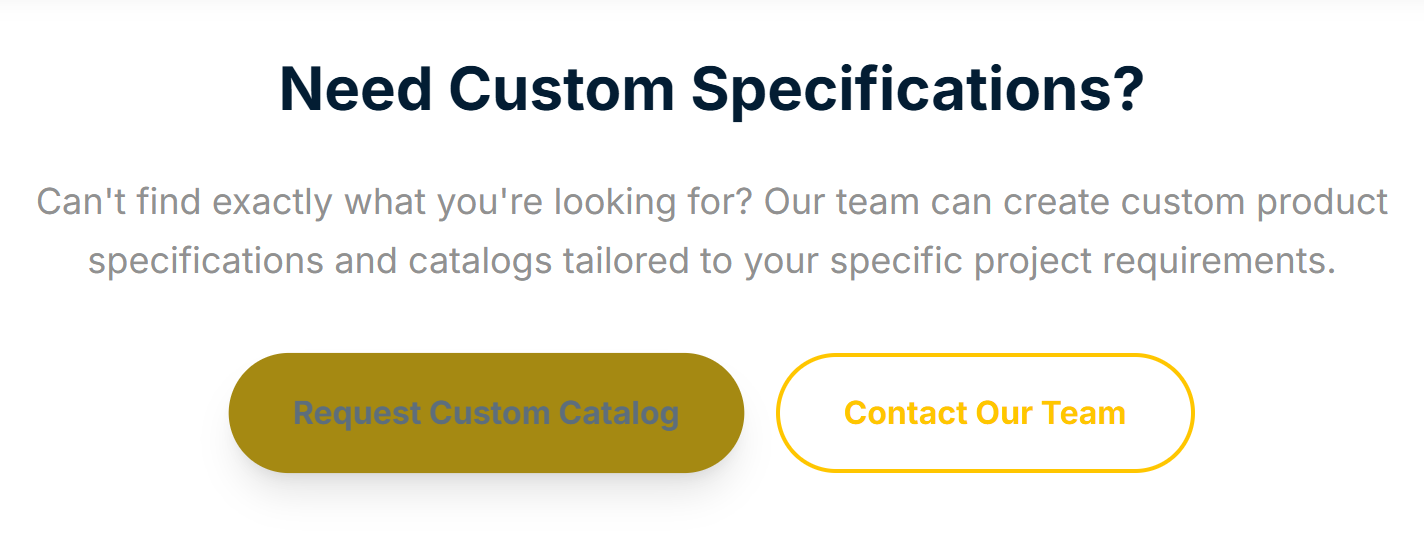 Need Custom Specifications?
Can't find exactly what you're looking for? Our team can create custom product
specifications and catalogs tailored to your specific project requirements.
Request Custom Catalog
Contact Our Team